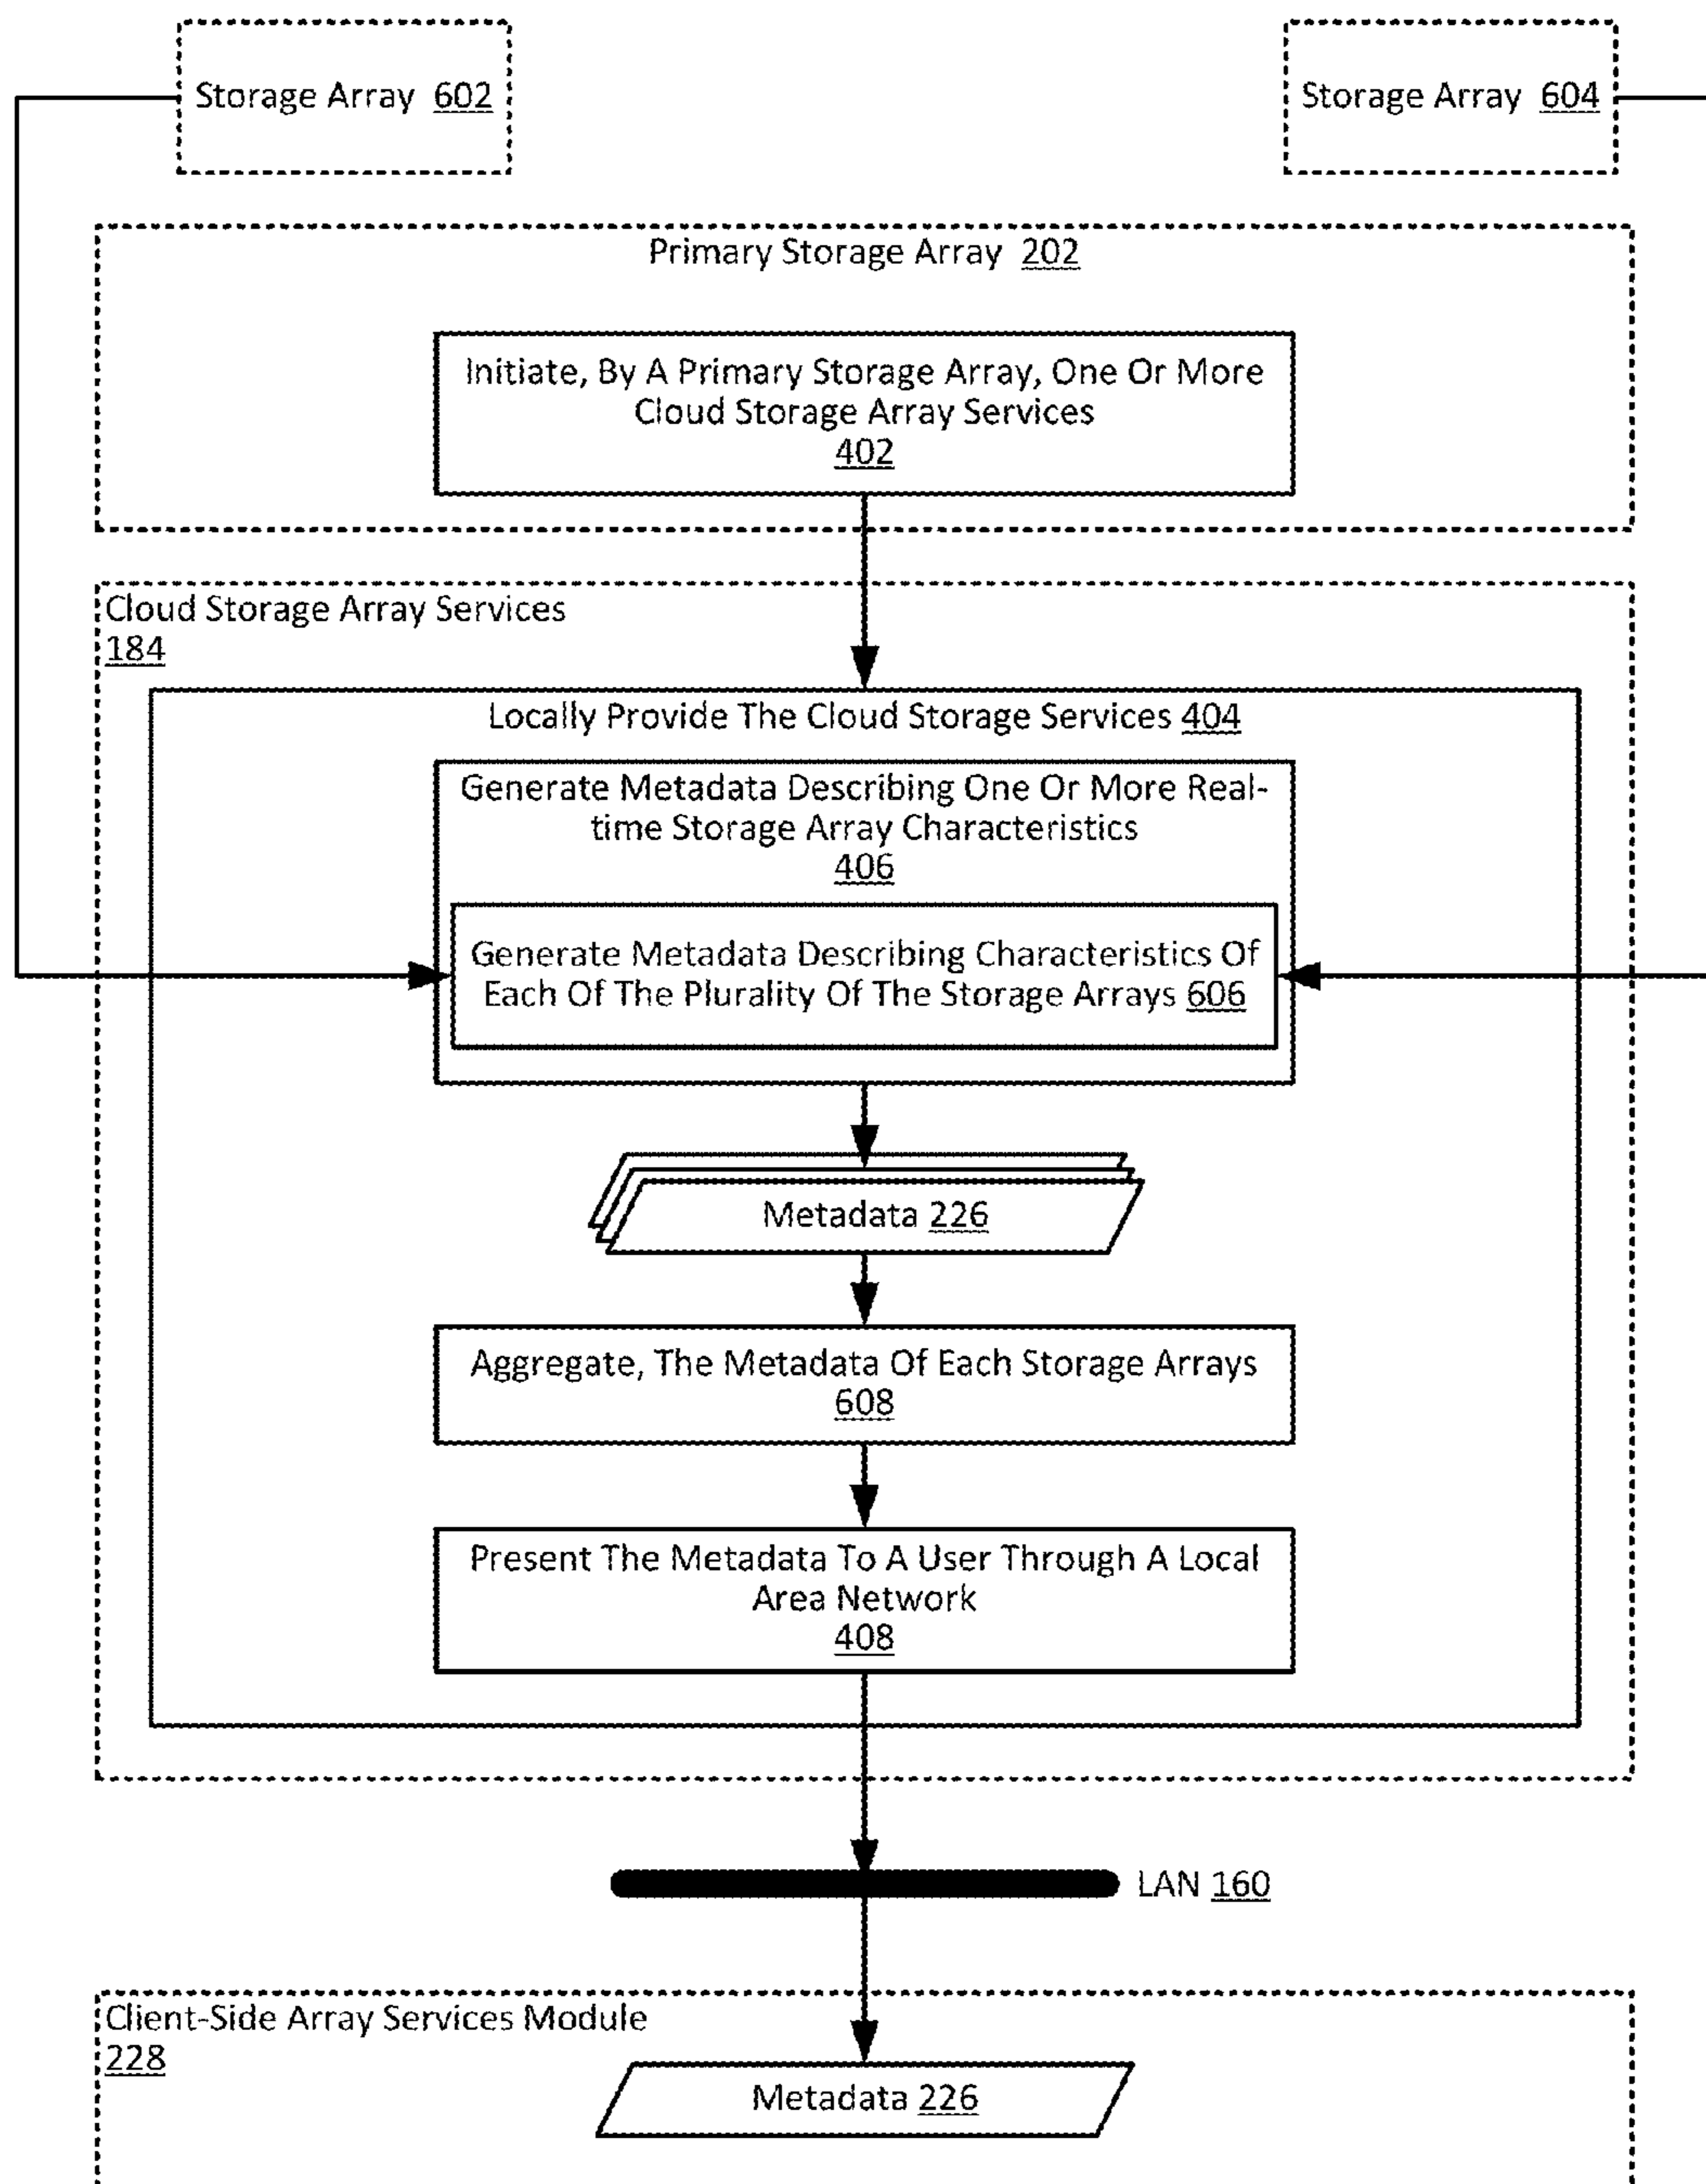 Storage Array 602
Storage Array 604
Primary Storage Array 202
Initiate, By A Primary Storage Array, One Or More
Cloud Storage Array Services
402
Cloud Storage Array Services
184
Locally Provide The Cloud Storage Services 404
Generate Metadata Describing One Or More Real-
time Storage Array Characteristics
406
Generate Metadata Describing Characteristics Of
Each Of The Plurality Of The Storage Arrays 606
Metadata 226
Aggregate, The Metadata Of Each Storage Arrays
608
Present The Metadata To A User Through A Local
Area Network
408
LAN 160
Client-Side Array Services Module
228
Metadata 226